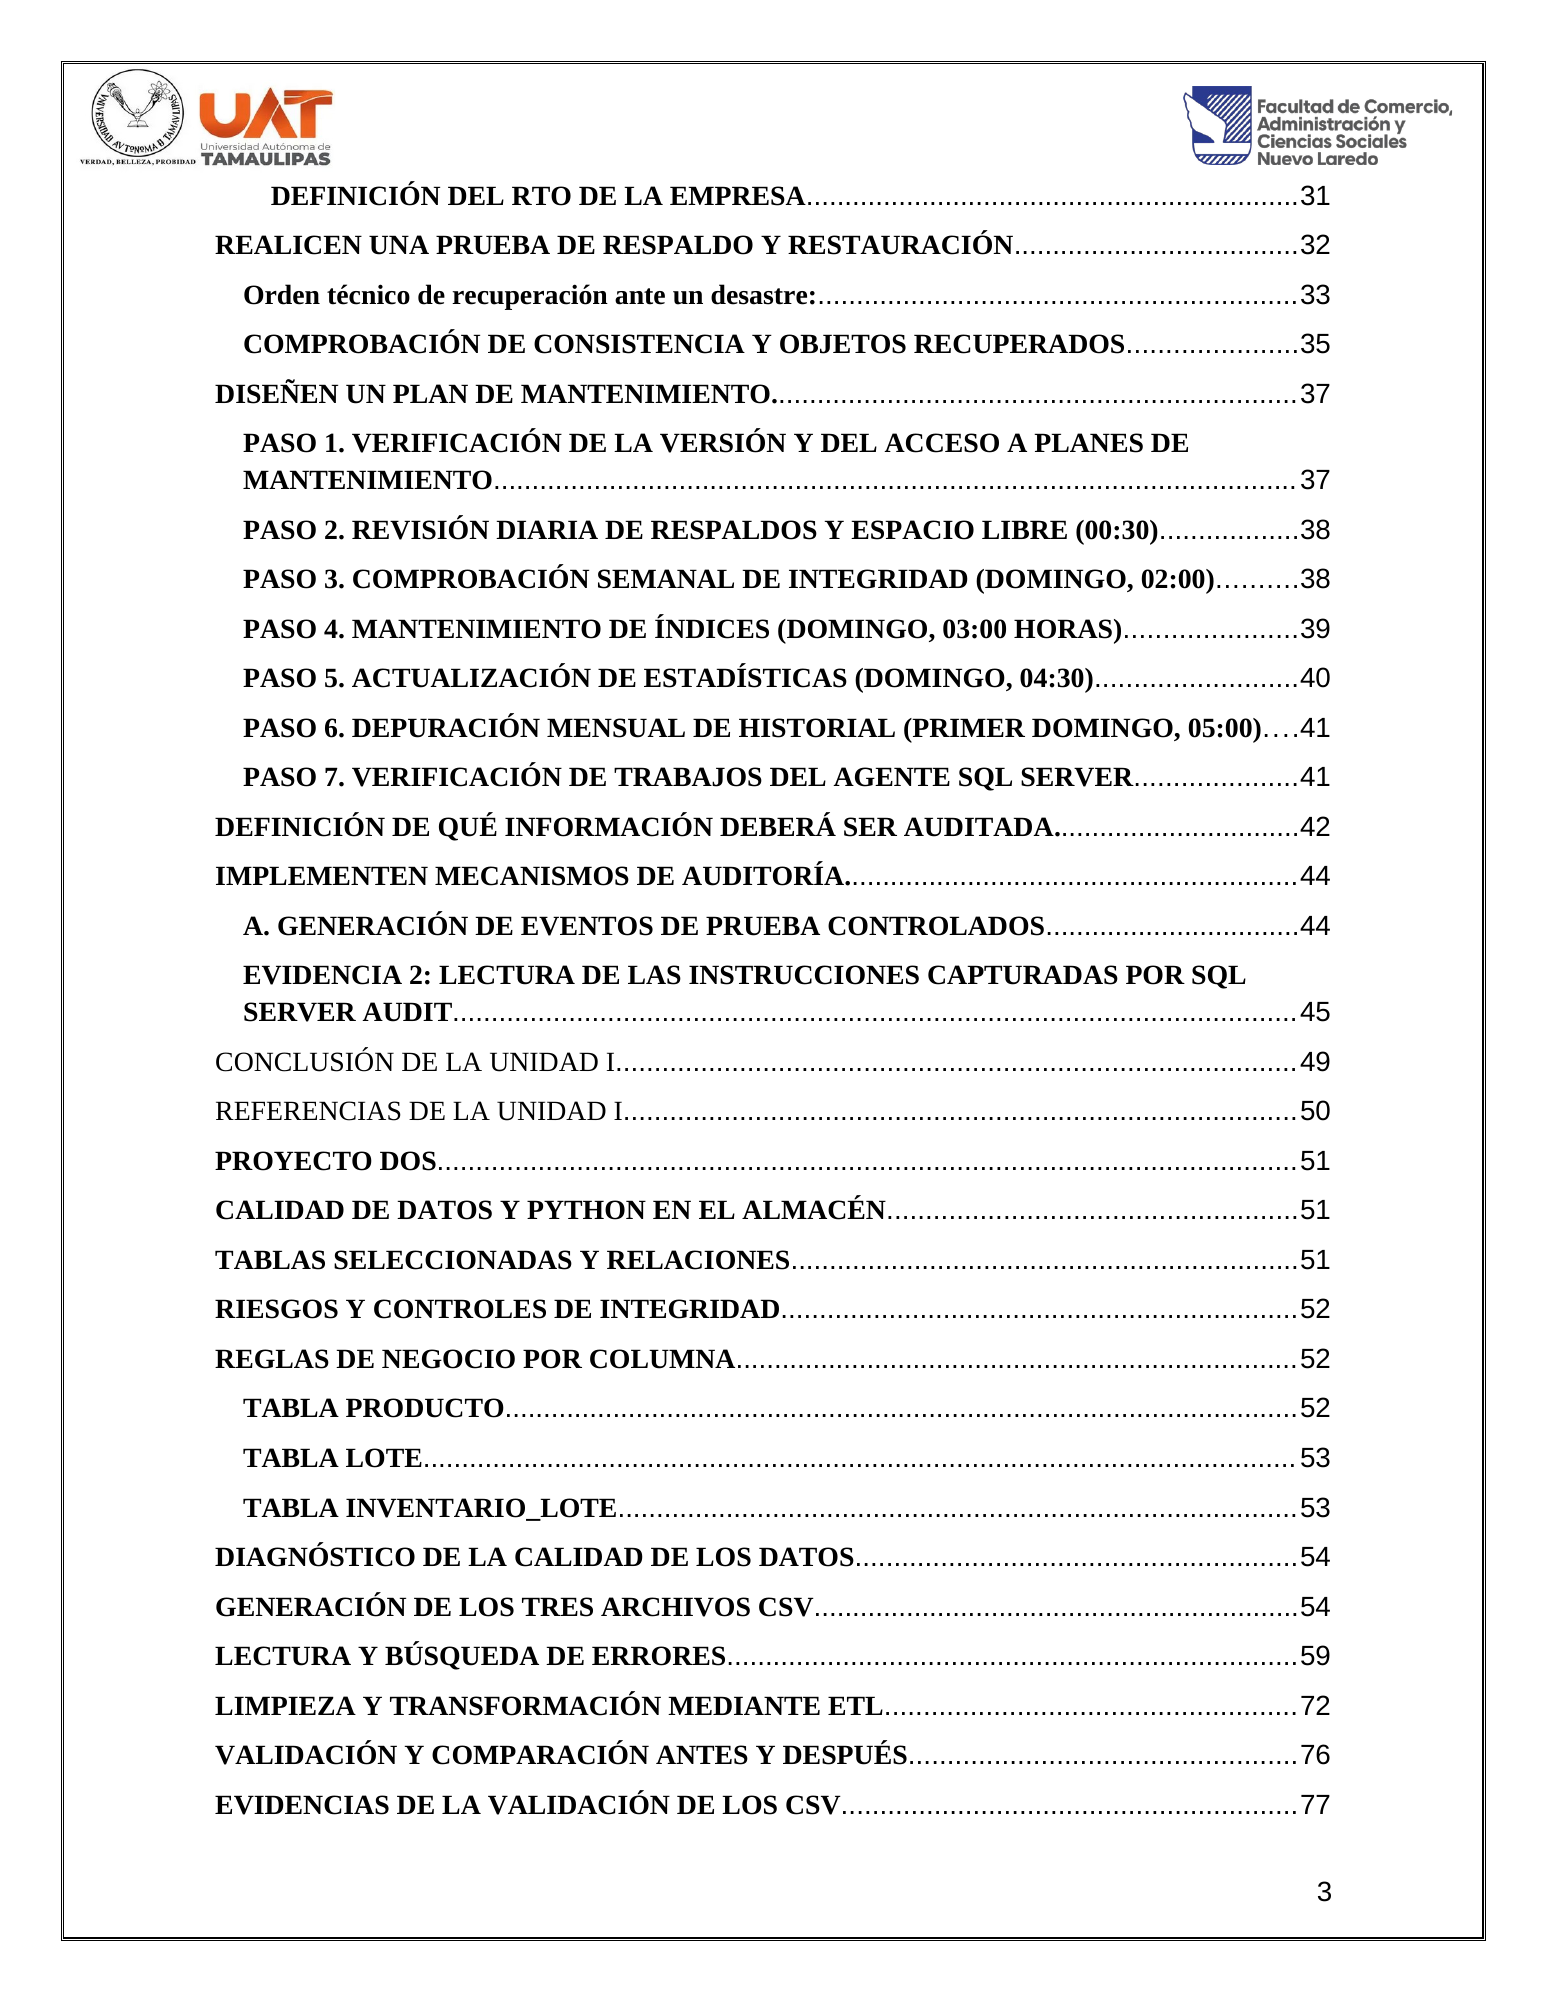 VNIVERSIDAD AVTONOMA D TAMAVLIPAS
VERDAD, BELLEZA, PROBIDAD
UAT
Universidad Autónoma de
TAMAULIPAS
Facultad de Comercio,
Administración y
Ciencias Sociales
Nuevo Laredo
DEFINICIÓN DEL RTO DE LA EMPRESA................................................................31
REALICEN UNA PRUEBA DE RESPALDO Y RESTAURACIÓN.....................................32
Orden técnico de recuperación ante un desastre:..............................................................33
COMPROBACIÓN DE CONSISTENCIA Y OBJETOS RECUPERADOS......................35
DISEÑEN UN PLAN DE MANTENIMIENTO....................................................................37
PASO 1. VERIFICACIÓN DE LA VERSIÓN Y DEL ACCESO A PLANES DE
MANTENIMIENTO........................................................................................................37
PASO 2. REVISIÓN DIARIA DE RESPALDOS Y ESPACIO LIBRE (00:30)..................38
PASO 3. COMPROBACIÓN SEMANAL DE INTEGRIDAD (DOMINGO, 02:00)..........38
PASO 4. MANTENIMIENTO DE ÍNDICES (DOMINGO, 03:00 HORAS)......................39
PASO 5. ACTUALIZACIÓN DE ESTADÍSTICAS (DOMINGO, 04:30)..........................40
PASO 6. DEPURACIÓN MENSUAL DE HISTORIAL (PRIMER DOMINGO, 05:00)....41
PASO 7. VERIFICACIÓN DE TRABAJOS DEL AGENTE SQL SERVER.....................41
DEFINICIÓN DE QUÉ INFORMACIÓN DEBERÁ SER AUDITADA................................42
IMPLEMENTEN MECANISMOS DE AUDITORÍA...........................................................44
A. GENERACIÓN DE EVENTOS DE PRUEBA CONTROLADOS.................................44
EVIDENCIA 2: LECTURA DE LAS INSTRUCCIONES CAPTURADAS POR SQL
SERVER AUDIT.............................................................................................................45
CONCLUSIÓN DE LA UNIDAD I........................................................................................49
REFERENCIAS DE LA UNIDAD I.......................................................................................50
PROYECTO DOS...............................................................................................................51
CALIDAD DE DATOS Y PYTHON EN EL ALMACÉN.....................................................51
TABLAS SELECCIONADAS Y RELACIONES..................................................................51
RIESGOS Y CONTROLES DE INTEGRIDAD...................................................................52
REGLAS DE NEGOCIO POR COLUMNA.........................................................................52
TABLA PRODUCTO.......................................................................................................52
TABLA LOTE.................................................................................................................53
TABLA INVENTARIO_LOTE........................................................................................53
DIAGNÓSTICO DE LA CALIDAD DE LOS DATOS.........................................................54
GENERACIÓN DE LOS TRES ARCHIVOS CSV...............................................................54
LECTURA Y BÚSQUEDA DE ERRORES..........................................................................59
LIMPIEZA Y TRANSFORMACIÓN MEDIANTE ETL.....................................................72
VALIDACIÓN Y COMPARACIÓN ANTES Y DESPUÉS..................................................76
EVIDENCIAS DE LA VALIDACIÓN DE LOS CSV...........................................................77
3